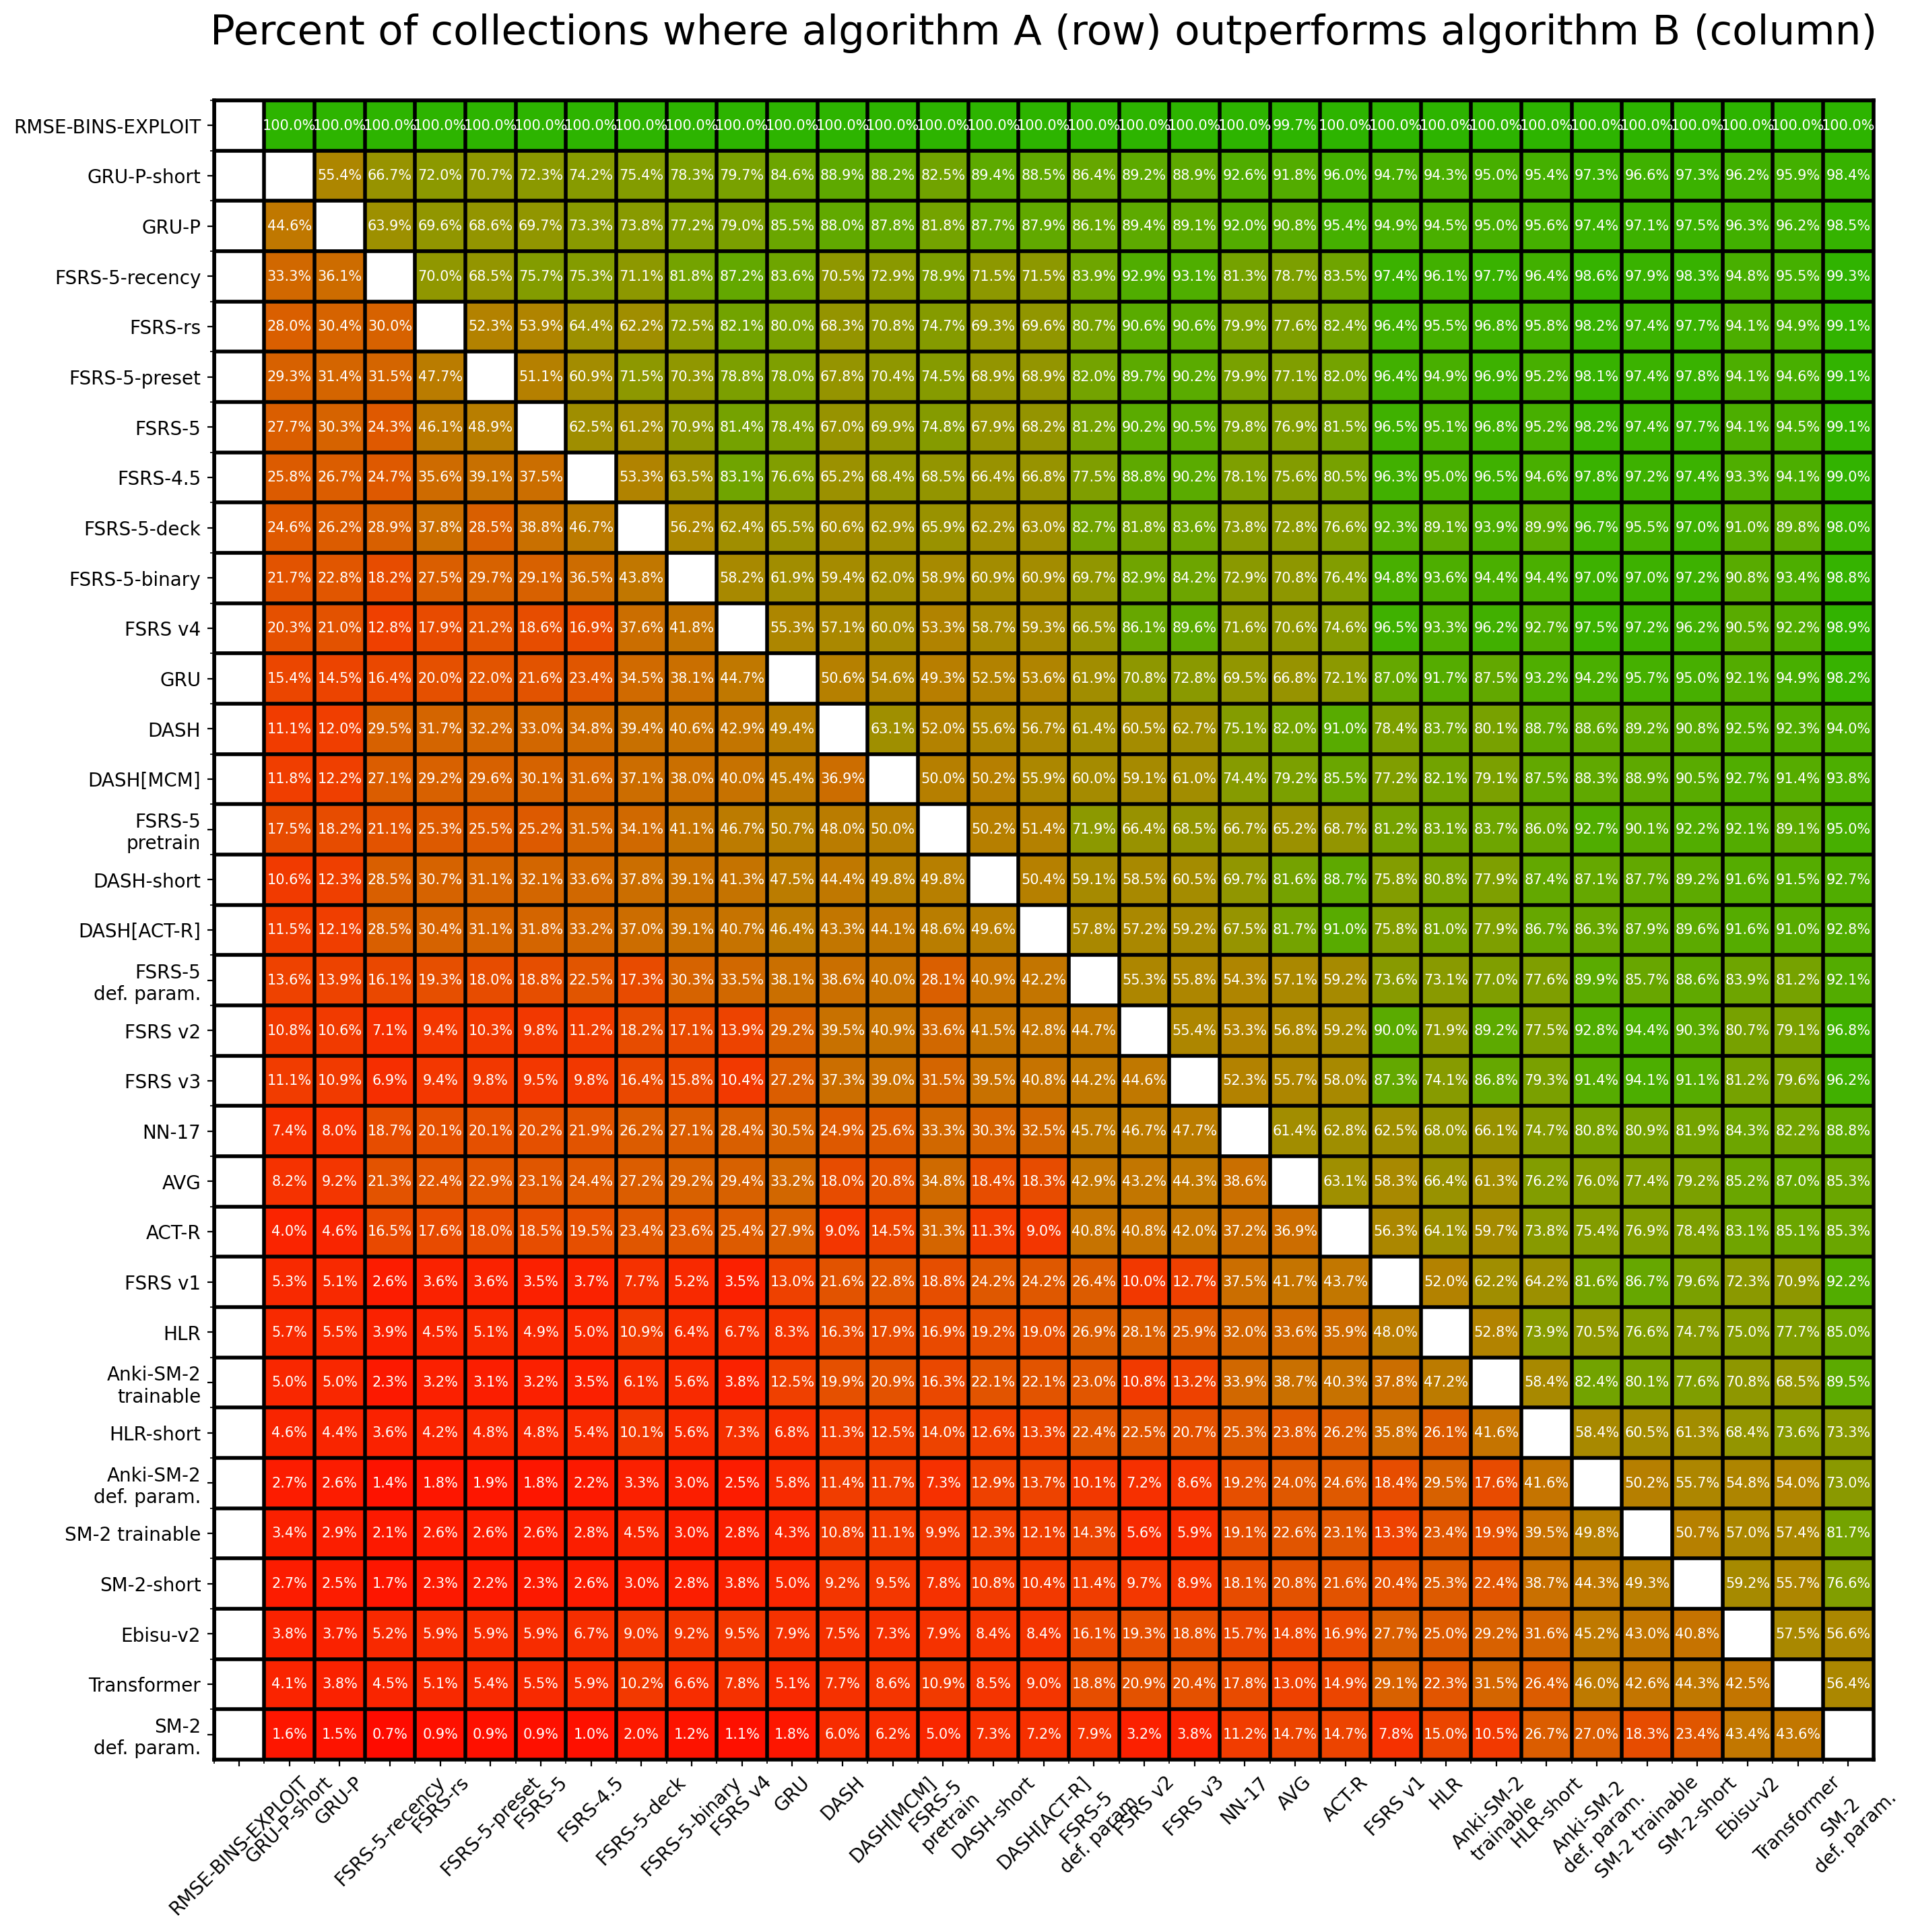 Percent of collections where algorithm A (row) outperforms algorithm B (column)
RMSE-BINS-EXPLOIT 100.0% 100.0% 100.0% 100.0% 100.0% 100.0% 100.0% 100.0% 100.0% 100.0% 100.0% 100.0% 100.0% 100.0% 100.0% 100.0% 100.0% 100.0% 100.0% 100.0% 99.7% 100.0% 100.0% 100.0% 100.0% 100.0% 100.0% 100.0% 100.0% 100.0% 100.0% 100.0%
GRU-P-short 55.4% 66.7% 72.0% 70.7% 72.3% 74.2% 75.4% 78.3% 79.7% 84.6% 88.9% 88.2% 82.5% 89.4% 88.5% 86.4% 89.2% 88.9% 92.6% 91.8% 96.0% 94.7% 94.3% 95.0% 95.4% 97.3% 96.6% 97.3% 96.2% 95.9% 98.4%
GRU-P 44.6% 63.9% 69.6% 68.6% 69.7% 73.3% 73.8% 77.2% 79.0% 85.5% 88.0% 87.8% 81.8% 87.7% 87.9% 86.1% 89.4% 89.1% 92.0% 90.8% 95.4% 94.9% 94.5% 95.0% 95.6% 97.4% 97.1% 97.5% 96.3% 96.2% 98.5%
FSRS-5-recency 33.3% 36.1% 70.0% 68.5% 75.7% 75.3% 71.1% 81.8% 87.2% 83.6% 70.5% 72.9% 78.9% 71.5% 71.5% 83.9% 92.9% 93.1% 81.3% 78.7% 83.5% 97.4% 96.1% 97.7% 96.4% 98.6% 97.9% 98.3% 94.8% 95.5% 99.3%
FSRS-rs 28.0% 30.4% 30.0% 52.3% 53.9% 64.4% 62.2% 72.5% 82.1% 80.0% 68.3% 70.8% 74.7% 69.3% 69.6% 80.7% 90.6% 90.6% 79.9% 77.6% 82.4% 96.4% 95.5% 96.8% 95.8% 98.2% 97.4% 97.7% 94.1% 94.9% 99.1%
FSRS-5-preset 29.3% 31.4% 31.5% 47.7% 51.1% 60.9% 71.5% 70.3% 78.8% 78.0% 67.8% 70.4% 74.5% 68.9% 68.9% 82.0% 89.7% 90.2% 79.9% 77.1% 82.0% 96.4% 94.9% 96.9% 95.2% 98.1% 97.4% 97.8% 94.1% 94.6% 99.1%
FSRS-5 27.7% 30.3% 24.3% 46.1% 48.9% 62.5% 61.2% 70.9% 81.4% 78.4% 67.0% 69.9% 74.8% 67.9% 68.2% 81.2% 90.2% 90.5% 79.8% 76.9% 81.5% 96.5% 95.1% 96.8% 95.2% 98.2% 97.4% 97.7% 94.1% 94.5% 99.1%
FSRS-4.5 25.8% 26.7% 24.7% 35.6% 39.1% 37.5% 53.3% 63.5% 83.1% 76.6% 65.2% 68.4% 68.5% 66.4% 66.8% 77.5% 88.8% 90.2% 78.1% 75.6% 80.5% 96.3% 95.0% 96.5% 94.6% 97.8% 97.2% 97.4% 93.3% 94.1% 99.0%
FSRS-5-deck 24.6% 26.2% 28.9% 37.8% 28.5% 38.8% 46.7% 56.2% 62.4% 65.5% 60.6% 62.9% 65.9% 62.2% 63.0% 82.7% 81.8% 83.6% 73.8% 72.8% 76.6% 92.3% 89.1% 93.9% 89.9% 96.7% 95.5% 97.0% 91.0% 89.8% 98.0%
FSRS-5-binary 21.7% 22.8% 18.2% 27.5% 29.7% 29.1% 36.5% 43.8% 58.2% 61.9% 59.4% 62.0% 58.9% 60.9% 60.9% 69.7% 82.9% 84.2% 72.9% 70.8% 76.4% 94.8% 93.6% 94.4% 94.4% 97.0% 97.0% 97.2% 90.8% 93.4% 98.8%
FSRS v4 20.3% 21.0% 12.8% 17.9% 21.2% 18.6% 16.9% 37.6% 41.8% 55.3% 57.1% 60.0% 53.3% 58.7% 59.3% 66.5% 86.1% 89.6% 71.6% 70.6% 74.6% 96.5% 93.3% 96.2% 92.7% 97.5% 97.2% 96.2% 90.5% 92.2% 98.9%
GRU 15.4% 14.5% 16.4% 20.0% 22.0% 21.6% 23.4% 34.5% 38.1% 44.7% 50.6% 54.6% 49.3% 52.5% 53.6% 61.9% 70.8% 72.8% 69.5% 66.8% 72.1% 87.0% 91.7% 87.5% 93.2% 94.2% 95.7% 95.0% 92.1% 94.9% 98.2%
DASH 11.1% 12.0% 29.5% 31.7% 32.2% 33.0% 34.8% 39.4% 40.6% 42.9% 49.4% 63.1% 52.0% 55.6% 56.7% 61.4% 60.5% 62.7% 75.1% 82.0% 91.0% 78.4% 83.7% 80.1% 88.7% 88.6% 89.2% 90.8% 92.5% 92.3% 94.0%
DASH[MCM] 11.8% 12.2% 27.1% 29.2% 29.6% 30.1% 31.6% 37.1% 38.0% 40.0% 45.4% 36.9% 50.0% 50.2% 55.9% 60.0% 59.1% 61.0% 74.4% 79.2% 85.5% 77.2% 82.1% 79.1% 87.5% 88.3% 88.9% 90.5% 92.7% 91.4% 93.8%
FSRS-5
pretrain 17.5% 18.2% 21.1% 25.3% 25.5% 25.2% 31.5% 34.1% 41.1% 46.7% 50.7% 48.0% 50.0% 50.2% 51.4% 71.9% 66.4% 68.5% 66.7% 65.2% 68.7% 81.2% 83.1% 83.7% 86.0% 92.7% 90.1% 92.2% 92.1% 89.1% 95.0%
DASH-short 10.6% 12.3% 28.5% 30.7% 31.1% 32.1% 33.6% 37.8% 39.1% 41.3% 47.5% 44.4% 49.8% 49.8% 50.4% 59.1% 58.5% 60.5% 69.7% 81.6% 88.7% 75.8% 80.8% 77.9% 87.4% 87.1% 87.7% 89.2% 91.6% 91.5% 92.7%
DASH[ACT-R] 11.5% 12.1% 28.5% 30.4% 31.1% 31.8% 33.2% 37.0% 39.1% 40.7% 46.4% 43.3% 44.1% 48.6% 49.6% 57.8% 57.2% 59.2% 67.5% 81.7% 91.0% 75.8% 81.0% 77.9% 86.7% 86.3% 87.9% 89.6% 91.6% 91.0% 92.8%
FSRS-5
def. param. 13.6% 13.9% 16.1% 19.3% 18.0% 18.8% 22.5% 17.3% 30.3% 33.5% 38.1% 38.6% 40.0% 28.1% 40.9% 42.2% 55.3% 55.8% 54.3% 57.1% 59.2% 73.6% 73.1% 77.0% 77.6% 89.9% 85.7% 88.6% 83.9% 81.2% 92.1%
FSRS v2 10.8% 10.6% 7.1% 9.4% 10.3% 9.8% 11.2% 18.2% 17.1% 13.9% 29.2% 39.5% 40.9% 33.6% 41.5% 42.8% 44.7% 55.4% 53.3% 56.8% 59.2% 90.0% 71.9% 89.2% 77.5% 92.8% 94.4% 90.3% 80.7% 79.1% 96.8%
FSRS v3 11.1% 10.9% 6.9% 9.4% 9.8% 9.5% 9.8% 16.4% 15.8% 10.4% 27.2% 37.3% 39.0% 31.5% 39.5% 40.8% 44.2% 44.6% 52.3% 55.7% 58.0% 87.3% 74.1% 86.8% 79.3% 91.4% 94.1% 91.1% 81.2% 79.6% 96.2%
NN-17 7.4% 8.0% 18.7% 20.1% 20.1% 20.2% 21.9% 26.2% 27.1% 28.4% 30.5% 24.9% 25.6% 33.3% 30.3% 32.5% 45.7% 46.7% 47.7% 61.4% 62.8% 62.5% 68.0% 66.1% 74.7% 80.8% 80.9% 81.9% 84.3% 82.2% 88.8%
AVG 8.2% 9.2% 21.3% 22.4% 22.9% 23.1% 24.4% 27.2% 29.2% 29.4% 33.2% 18.0% 20.8% 34.8% 18.4% 18.3% 42.9% 43.2% 44.3% 38.6% 63.1% 58.3% 66.4% 61.3% 76.2% 76.0% 77.4% 79.2% 85.2% 87.0% 85.3%
ACT-R 4.0% 4.6% 16.5% 17.6% 18.0% 18.5% 19.5% 23.4% 23.6% 25.4% 27.9% 9.0% 14.5% 31.3% 11.3% 9.0% 40.8% 40.8% 42.0% 37.2% 36.9% 56.3% 64.1% 59.7% 73.8% 75.4% 76.9% 78.4% 83.1% 85.1% 85.3%
FSRS v1 5.3% 5.1% 2.6% 3.6% 3.6% 3.5% 3.7% 7.7% 5.2% 3.5% 13.0% 21.6% 22.8% 18.8% 24.2% 24.2% 26.4% 10.0% 12.7% 37.5% 41.7% 43.7% 52.0% 62.2% 64.2% 81.6% 86.7% 79.6% 72.3% 70.9% 92.2%
HLR 5.7% 5.5% 3.9% 4.5% 5.1% 4.9% 5.0% 10.9% 6.4% 6.7% 8.3% 16.3% 17.9% 16.9% 19.2% 19.0% 26.9% 28.1% 25.9% 32.0% 33.6% 35.9% 48.0% 52.8% 73.9% 70.5% 76.6% 74.7% 75.0% 77.7% 85.0%
Anki-SM-2
trainable 5.0% 5.0% 2.3% 3.2% 3.1% 3.2% 3.5% 6.1% 5.6% 3.8% 12.5% 19.9% 20.9% 16.3% 22.1% 22.1% 23.0% 10.8% 13.2% 33.9% 38.7% 40.3% 37.8% 47.2% 58.4% 82.4% 80.1% 77.6% 70.8% 68.5% 89.5%
HLR-short 4.6% 4.4% 3.6% 4.2% 4.8% 4.8% 5.4% 10.1% 5.6% 7.3% 6.8% 11.3% 12.5% 14.0% 12.6% 13.3% 22.4% 22.5% 20.7% 25.3% 23.8% 26.2% 35.8% 26.1% 41.6% 58.4% 60.5% 61.3% 68.4% 73.6% 73.3%
Anki-SM-2
def. param. 2.7% 2.6% 1.4% 1.8% 1.9% 1.8% 2.2% 3.3% 3.0% 2.5% 5.8% 11.4% 11.7% 7.3% 12.9% 13.7% 10.1% 7.2% 8.6% 19.2% 24.0% 24.6% 18.4% 29.5% 17.6% 41.6% 50.2% 55.7% 54.8% 54.0% 73.0%
SM-2 trainable 3.4% 2.9% 2.1% 2.6% 2.6% 2.6% 2.8% 4.5% 3.0% 2.8% 4.3% 10.8% 11.1% 9.9% 12.3% 12.1% 14.3% 5.6% 5.9% 19.1% 22.6% 23.1% 13.3% 23.4% 19.9% 39.5% 49.8% 50.7% 57.0% 57.4% 81.7%
SM-2-short 2.7% 2.5% 1.7% 2.3% 2.2% 2.3% 2.6% 3.0% 2.8% 3.8% 5.0% 9.2% 9.5% 7.8% 10.8% 10.4% 11.4% 9.7% 8.9% 18.1% 20.8% 21.6% 20.4% 25.3% 22.4% 38.7% 44.3% 49.3% 59.2% 55.7% 76.6%
Ebisu-v2 3.8% 3.7% 5.2% 5.9% 5.9% 5.9% 6.7% 9.0% 9.2% 9.5% 7.9% 7.5% 7.3% 7.9% 8.4% 8.4% 16.1% 19.3% 18.8% 15.7% 14.8% 16.9% 27.7% 25.0% 29.2% 31.6% 45.2% 43.0% 40.8% 57.5% 56.6%
Transformer 4.1% 3.8% 4.5% 5.1% 5.4% 5.5% 5.9% 10.2% 6.6% 7.8% 5.1% 7.7% 8.6% 10.9% 8.5% 9.0% 18.8% 20.9% 20.4% 17.8% 13.0% 14.9% 29.1% 22.3% 31.5% 26.4% 46.0% 42.6% 44.3% 42.5% 56.4%
SM-2
def. param. 1.6% 1.5% 0.7% 0.9% 0.9% 0.9% 1.0% 2.0% 1.2% 1.1% 1.8% 6.0% 6.2% 5.0% 7.3% 7.2% 7.9% 3.2% 3.8% 11.2% 14.7% 14.7% 7.8% 15.0% 10.5% 26.7% 27.0% 18.3% 23.4% 43.4% 43.6%
RMSE-BINS-EXPLOIT
GRU-P-short
GRU-P
FSRS-5-recency
FSRS-rs
FSRS-5-preset
FSRS-5
FSRS-4.5
FSRS-5-deck
FSRS-5-binary
FSRS v4
GRU
DASH
DASH[MCM]
FSRS-5
pretrain
DASH-short
DASH[ACT-R]
FSRS-5
def. param.
FSRS v2
FSRS v3
NN-17
AVG
ACT-R
FSRS v1
HLR
Anki-SM-2
trainable
HLR-short
Anki-SM-2
def. param.
SM-2 trainable
SM-2-short
Ebisu-v2
Transformer
SM-2
def. param.